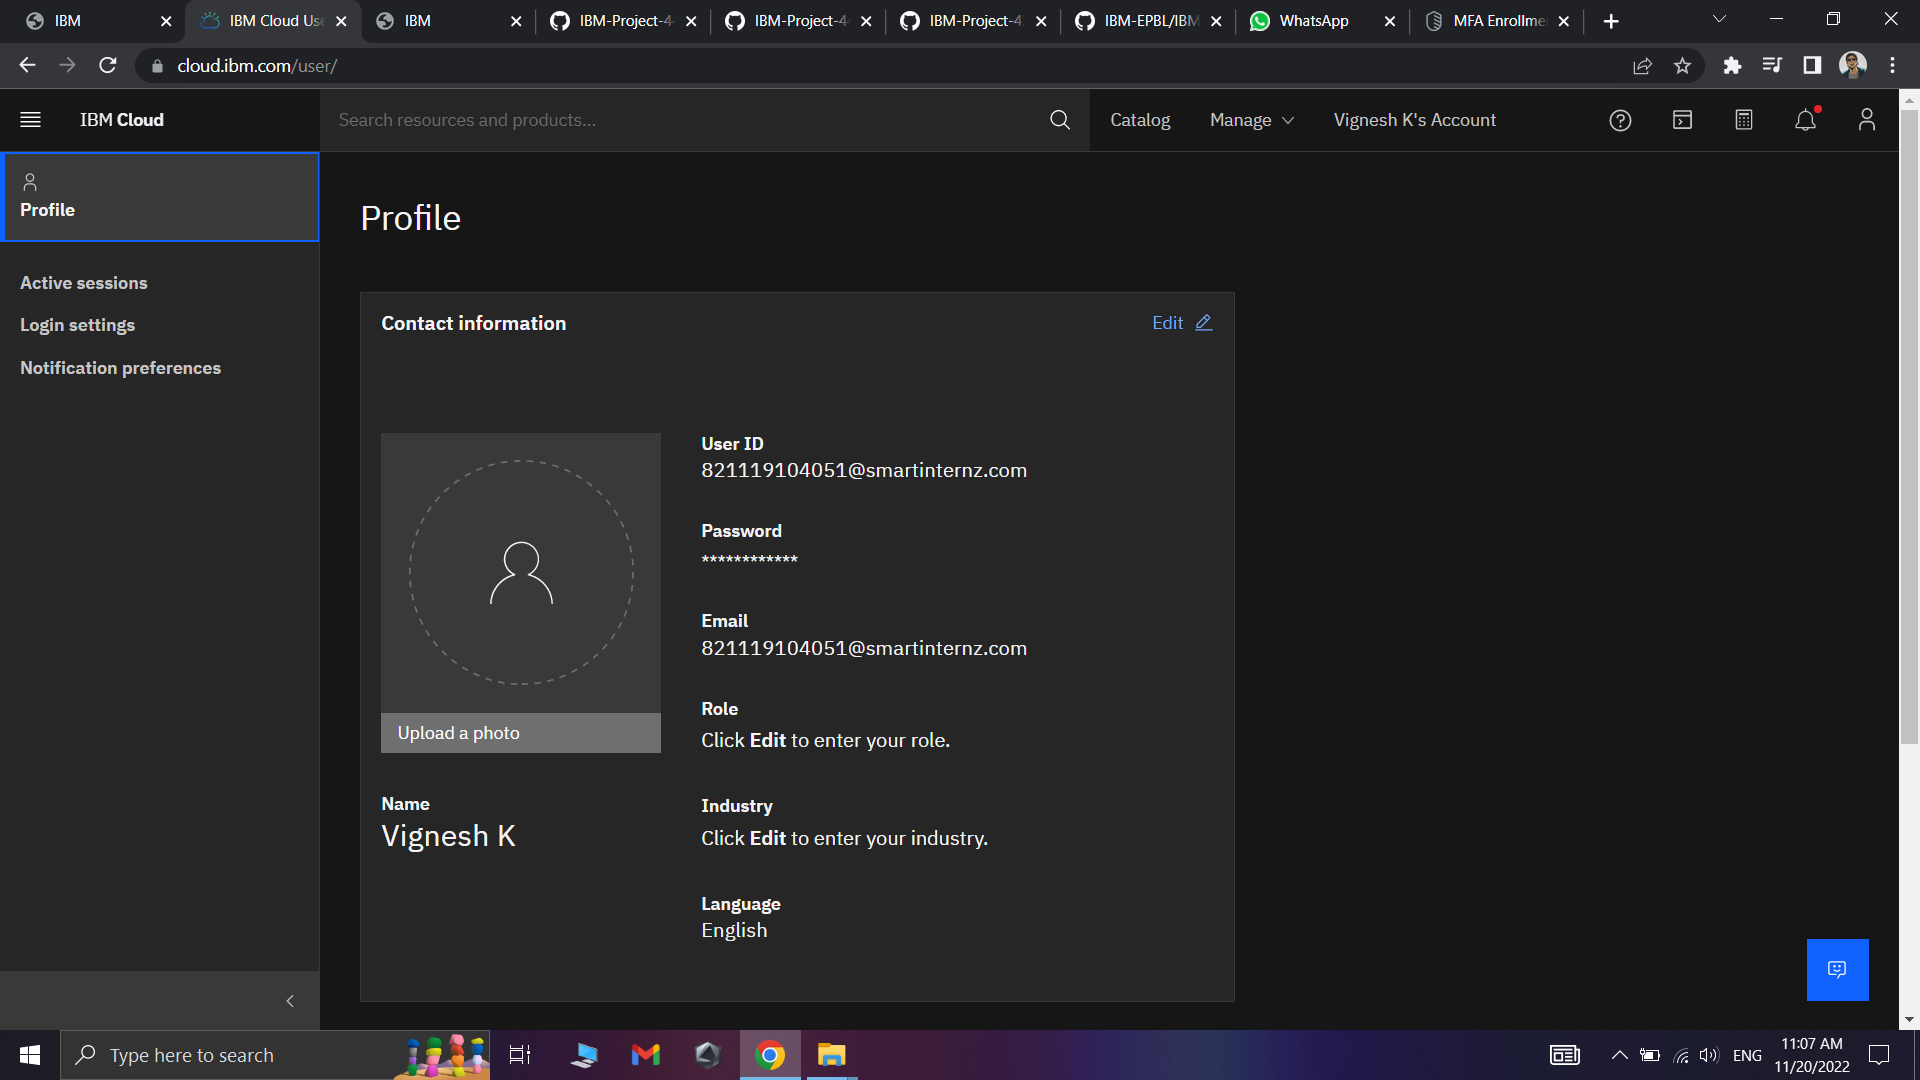 IBM
IBM Cloud Use
IBM
IBM-Project-4
IBM-Project-4
IBM-Project-4
IBM-EPBL/IBM
WhatsApp
MFA Enrollme
cloud.ibm.com/user/
IBM Cloud
Search resources and products...
Catalog
Manage
Vignesh K's Account
Profile
Active sessions
Login settings
Notification preferences
Profile
Contact information
Edit
Upload a photo
Name
Vignesh K
User ID
821119104051@smartinternz.com
Password
************
Email
821119104051@smartinternz.com
Role
Click Edit to enter your role.
Industry
Click Edit to enter your industry.
Language
English
Type here to search
ENG
11:07 AM
11/20/2022